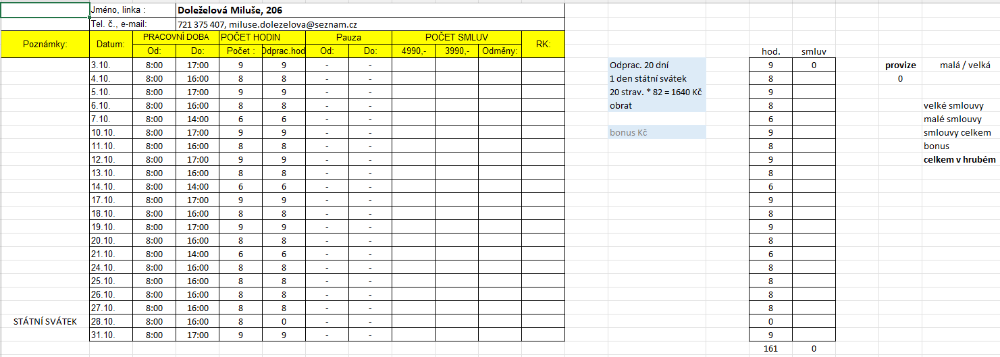 Jméno, linka : Doleželová Miluše, 206
Tel. č., e-mail: 721 375 407, miluse.dolezelova@seznam.cz
Poznámky: Datum: PRACOVNÍ DOBA POČET HODIN Pauza POČET SMLUV RK:
Od: Do: Počet : Odprac.hod Od: Do: 4990,- 3990,- Odměny: hod. smluv
3.10. 8:00 17:00 9 9 - - Odprac. 20 dní 9 0 provize malá / velká
4.10. 8:00 16:00 8 8 - - 1 den státní svátek 8 0
5.10. 8:00 17:00 9 9 - - 20 strav. * 82 = 1640 Kč 9
6.10. 8:00 16:00 8 8 - - obrat 8 velké smlouvy
7.10. 8:00 14:00 6 6 - - 6 malé smlouvy
10.10. 8:00 17:00 9 9 - - bonus Kč 9 smlouvy celkem
11.10. 8:00 16:00 8 8 - - 8 bonus
12.10. 8:00 17:00 9 9 - - 9 celkem v hrubém
13.10. 8:00 16:00 8 8 - - 8
14.10. 8:00 14:00 6 6 - - 6
17.10. 8:00 17:00 9 9 - - 9
18.10. 8:00 16:00 8 8 - - 8
19.10. 8:00 17:00 9 9 - - 9
20.10. 8:00 16:00 8 8 - - 8
21.10. 8:00 14:00 6 6 - - 6
24.10. 8:00 16:00 8 8 - - 8
25.10. 8:00 16:00 8 8 - - 8
26.10. 8:00 16:00 8 8 - - 8
27.10. 8:00 16:00 8 8 - - 8
STÁTNÍ SVÁTEK 28.10. 8:00 16:00 8 0 - - 0
31.10. 8:00 17:00 9 9 - - 9
161 0